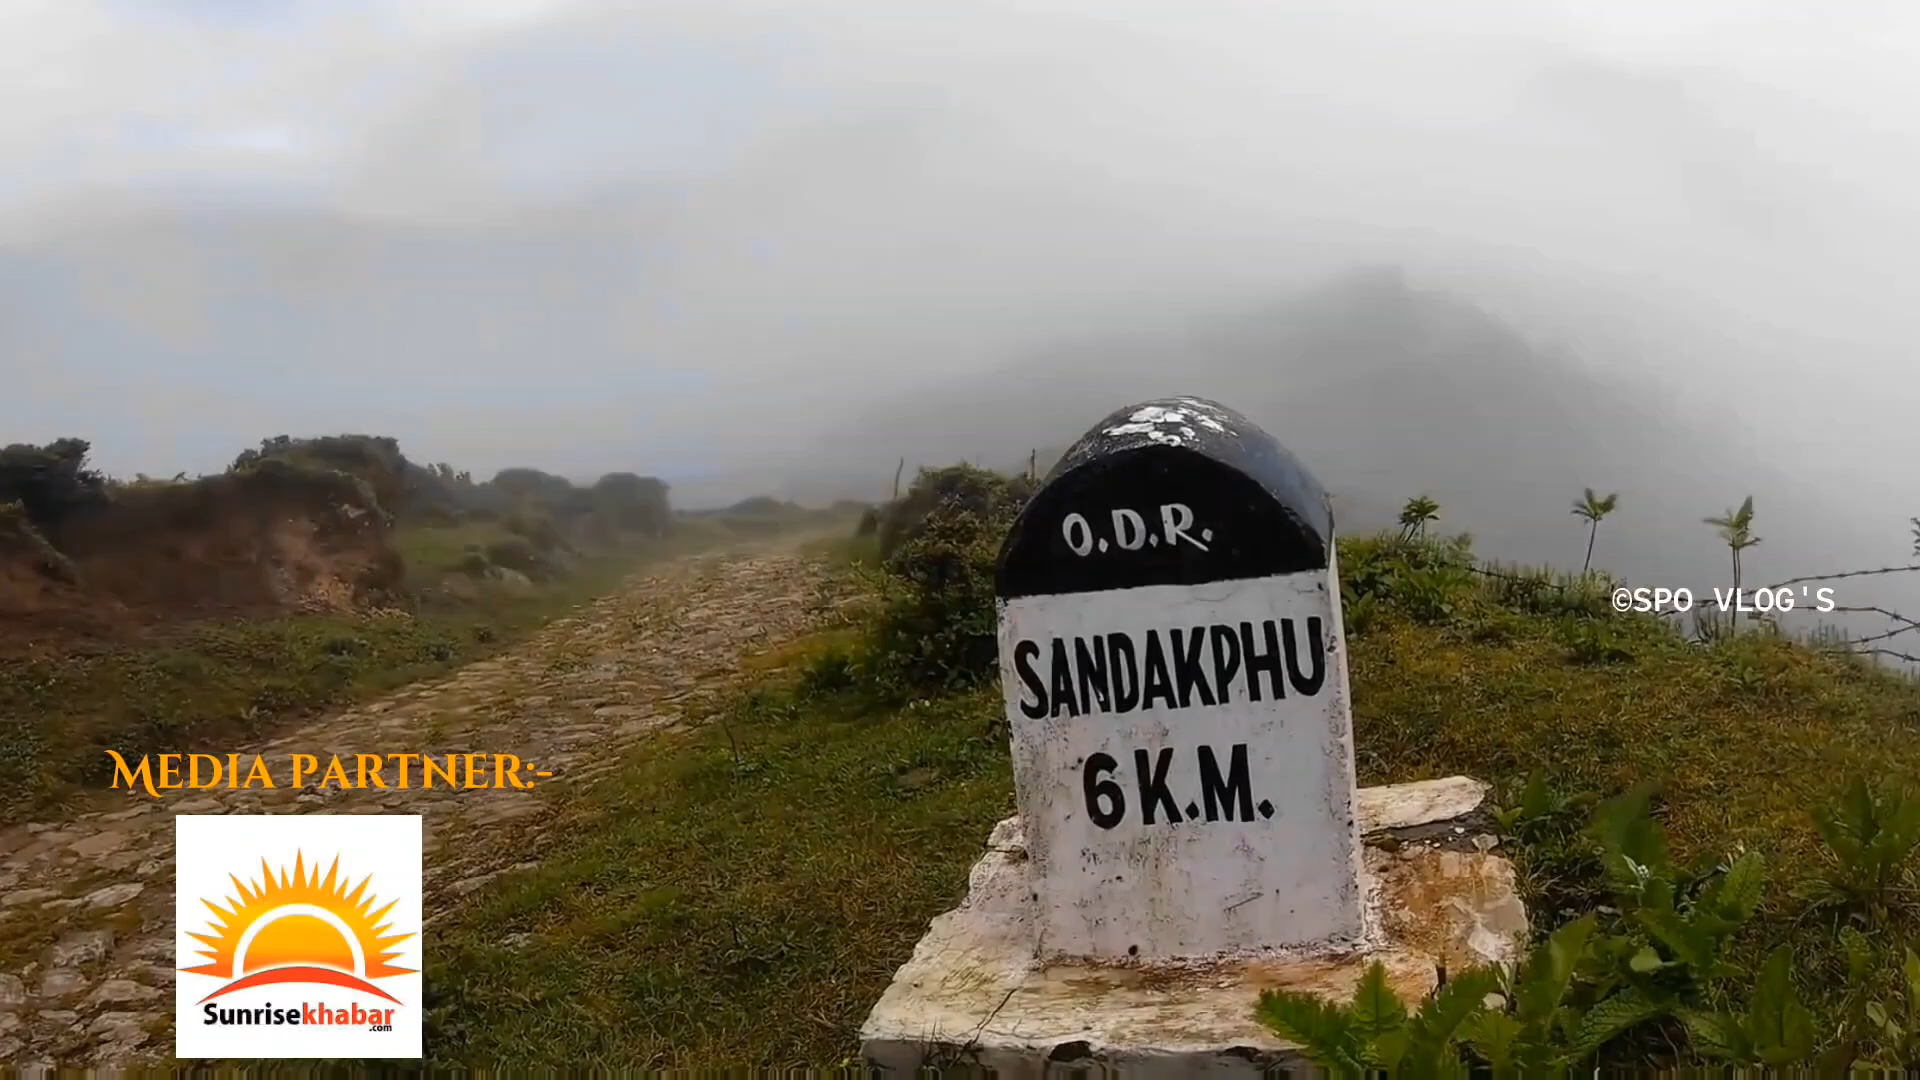 O.D.R.
SANDAKPHU
6 K.M.
©SPO VLOG'S
MEDIA PARTNER:-
Sunrisekhabar
.com